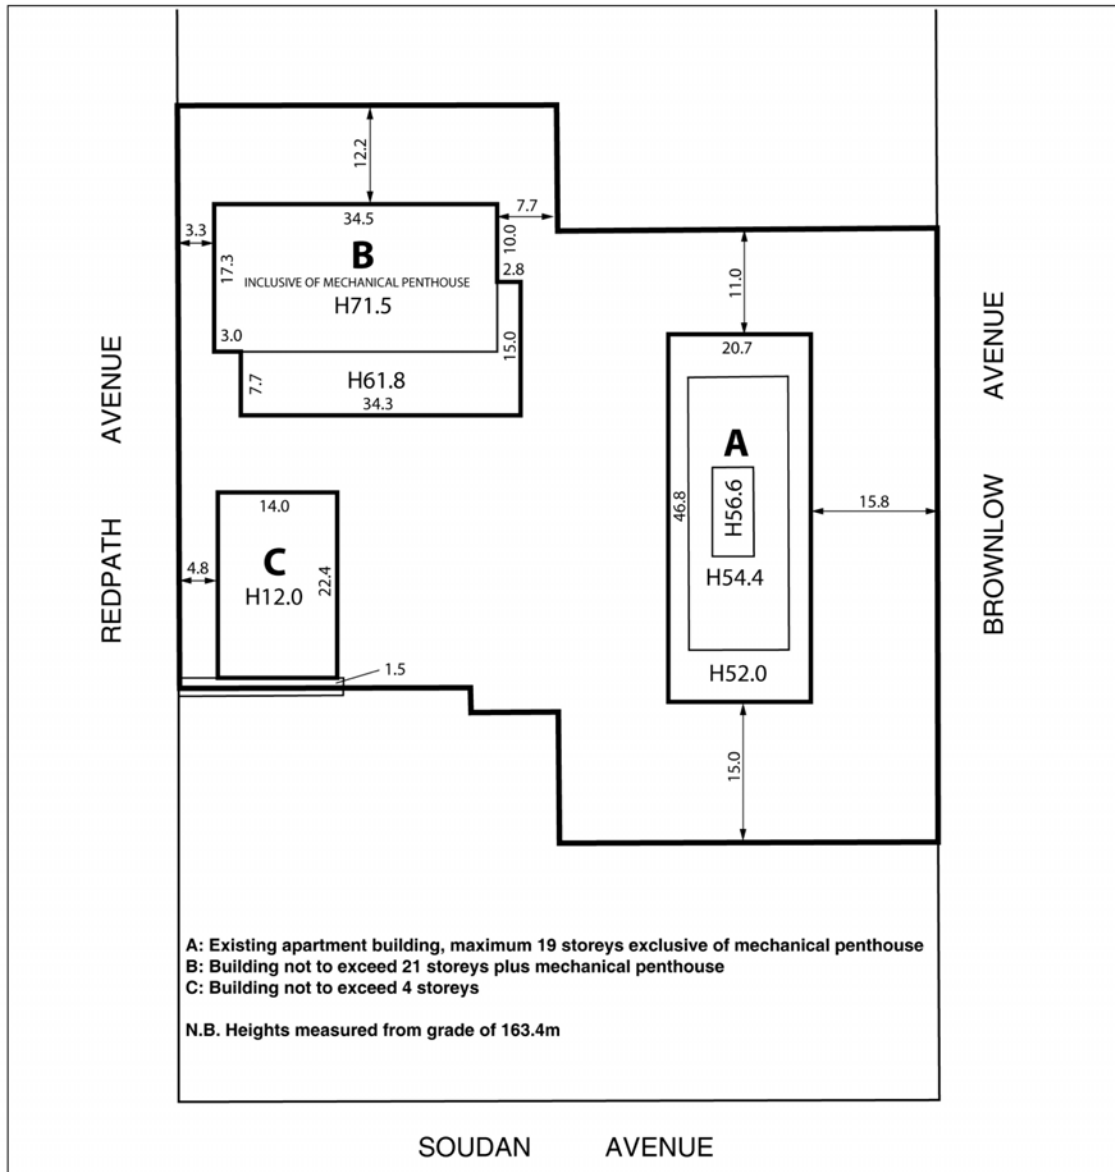 12.2
34.5
7.7
3.3
10.0
B
17.3
INCLUSIVE OF MECHANICAL PENTHOUSE
2.8
H71.5
11.0
3.0
15.0
20.7
H61.8
7.7
34.3
A
46.8
H56.6
15.8
14.0
C
4.8
22.4
H12.0
H54.4
1.5
H52.0
15.0
REDPATH AVENUE
BROWNLOW AVENUE
A: Existing apartment building, maximum 19 storeys exclusive of mechanical penthouse
B: Building not to exceed 21 storeys plus mechanical penthouse
C: Building not to exceed 4 storeys
N.B. Heights measured from grade of 163.4m
SOUDAN AVENUE